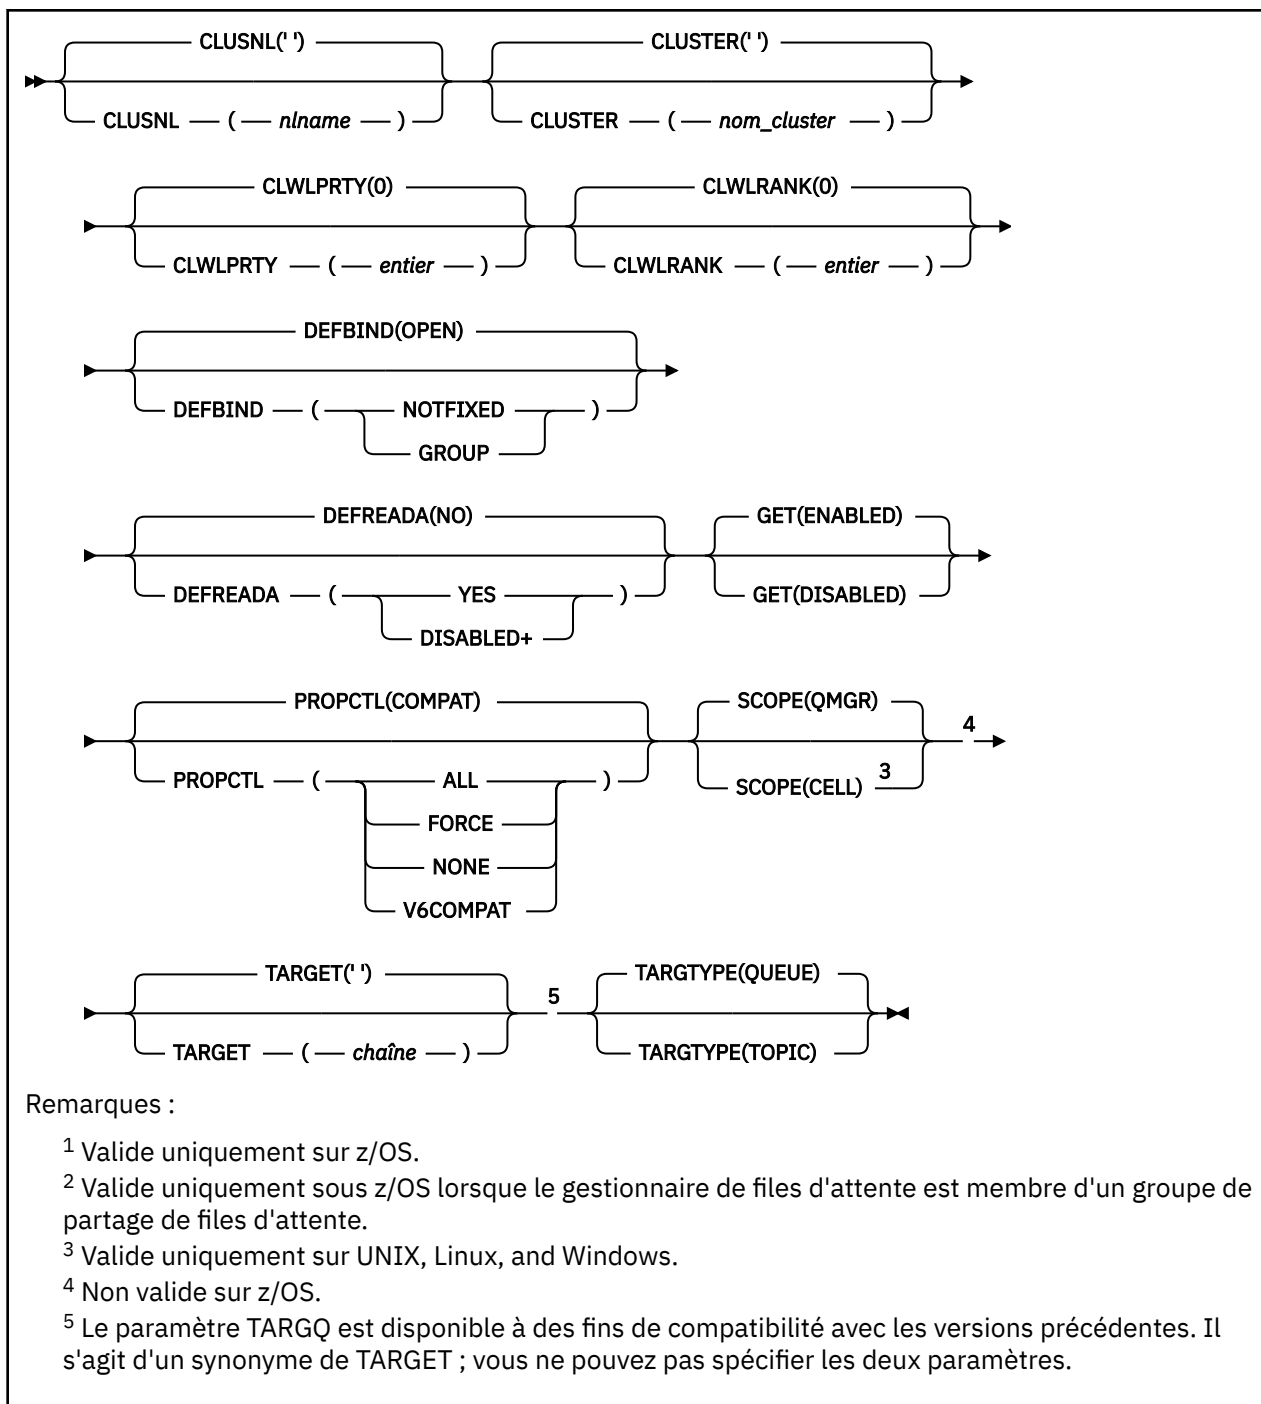 CLUSNL(' ') CLUSTER(' ')
CLUSNL ( nlname ) CLUSTER ( nom_cluster )
CLWLPRTY(0) CLWLRANK(0)
CLWLPRTY ( entier ) CLWLRANK ( entier )
DEFBIND(OPEN)
DEFBIND ( NOTFIXED )
GROUP
DEFREADA(NO) GET(ENABLED)
DEFREADA ( YES ) GET(DISABLED)
DISABLED+
PROPCTL(COMPAT) SCOPE(QMGR) 4
PROPCTL ( ALL ) SCOPE(CELL) 3
FORCE
NONE
V6COMPAT
TARGET(' ') 5 TARGTYPE(QUEUE)
TARGET ( chaîne ) TARGTYPE(TOPIC)
Remarques :
1 Valide uniquement sur z/OS.
2 Valide uniquement sous z/OS lorsque le gestionnaire de files d'attente est membre d'un groupe de
partage de files d'attente.
3 Valide uniquement sur UNIX, Linux, and Windows.
4 Non valide sur z/OS.
5 Le paramètre TARGQ est disponible à des fins de compatibilité avec les versions précédentes. Il
s'agit d'un synonyme de TARGET ; vous ne pouvez pas spécifier les deux paramètres.